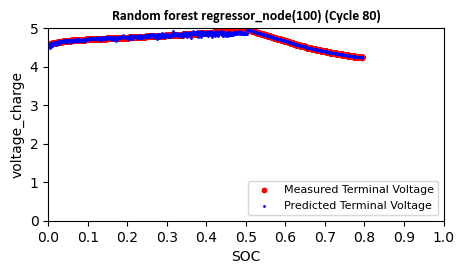 Random forest regressor_node(100) (Cycle 80)
voltage_charge
5
4
3
2
1
0
Measured Terminal Voltage
Predicted Terminal Voltage
0.0 0.1 0.2 0.3 0.4 0.5 0.6 0.7 0.8 0.9 1.0
SOC